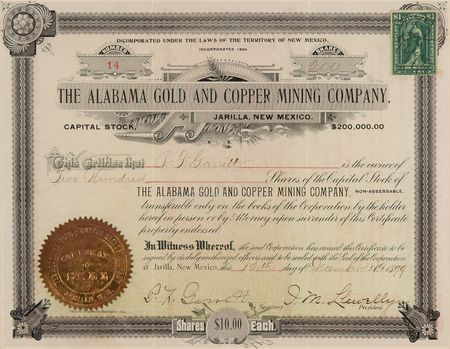 INCORPORATED UNDER THE LAWS OF THE TERRITORY OF NEW MEXICO.
INCORPORATED 1899.
NUMBER
SHARES
14
$1
THE ALABAMA GOLD AND COPPER MINING COMPANY.
JARILLA, NEW MEXICO.
CAPITAL STOCK,
$200,000.00
This Certifies that P. F. Garrett is the owner of
Two hundred Shares of the Capital Stock of
THE ALABAMA GOLD AND COPPER MINING COMPANY, NON-ASSESSABLE,
transferable only on the books of the Corporation by the holder
hereof in person or by Attorney upon surrender of this Certificate
properly endorsed.
In Witness Whereof, the said Corporation has caused this Certificate to be
signed by its duly authorized officers and to be sealed with the Seal of the Corporation
at Jarilla, New Mexico, this day of 1899
Secretary
President
Shares $10.00 Each.